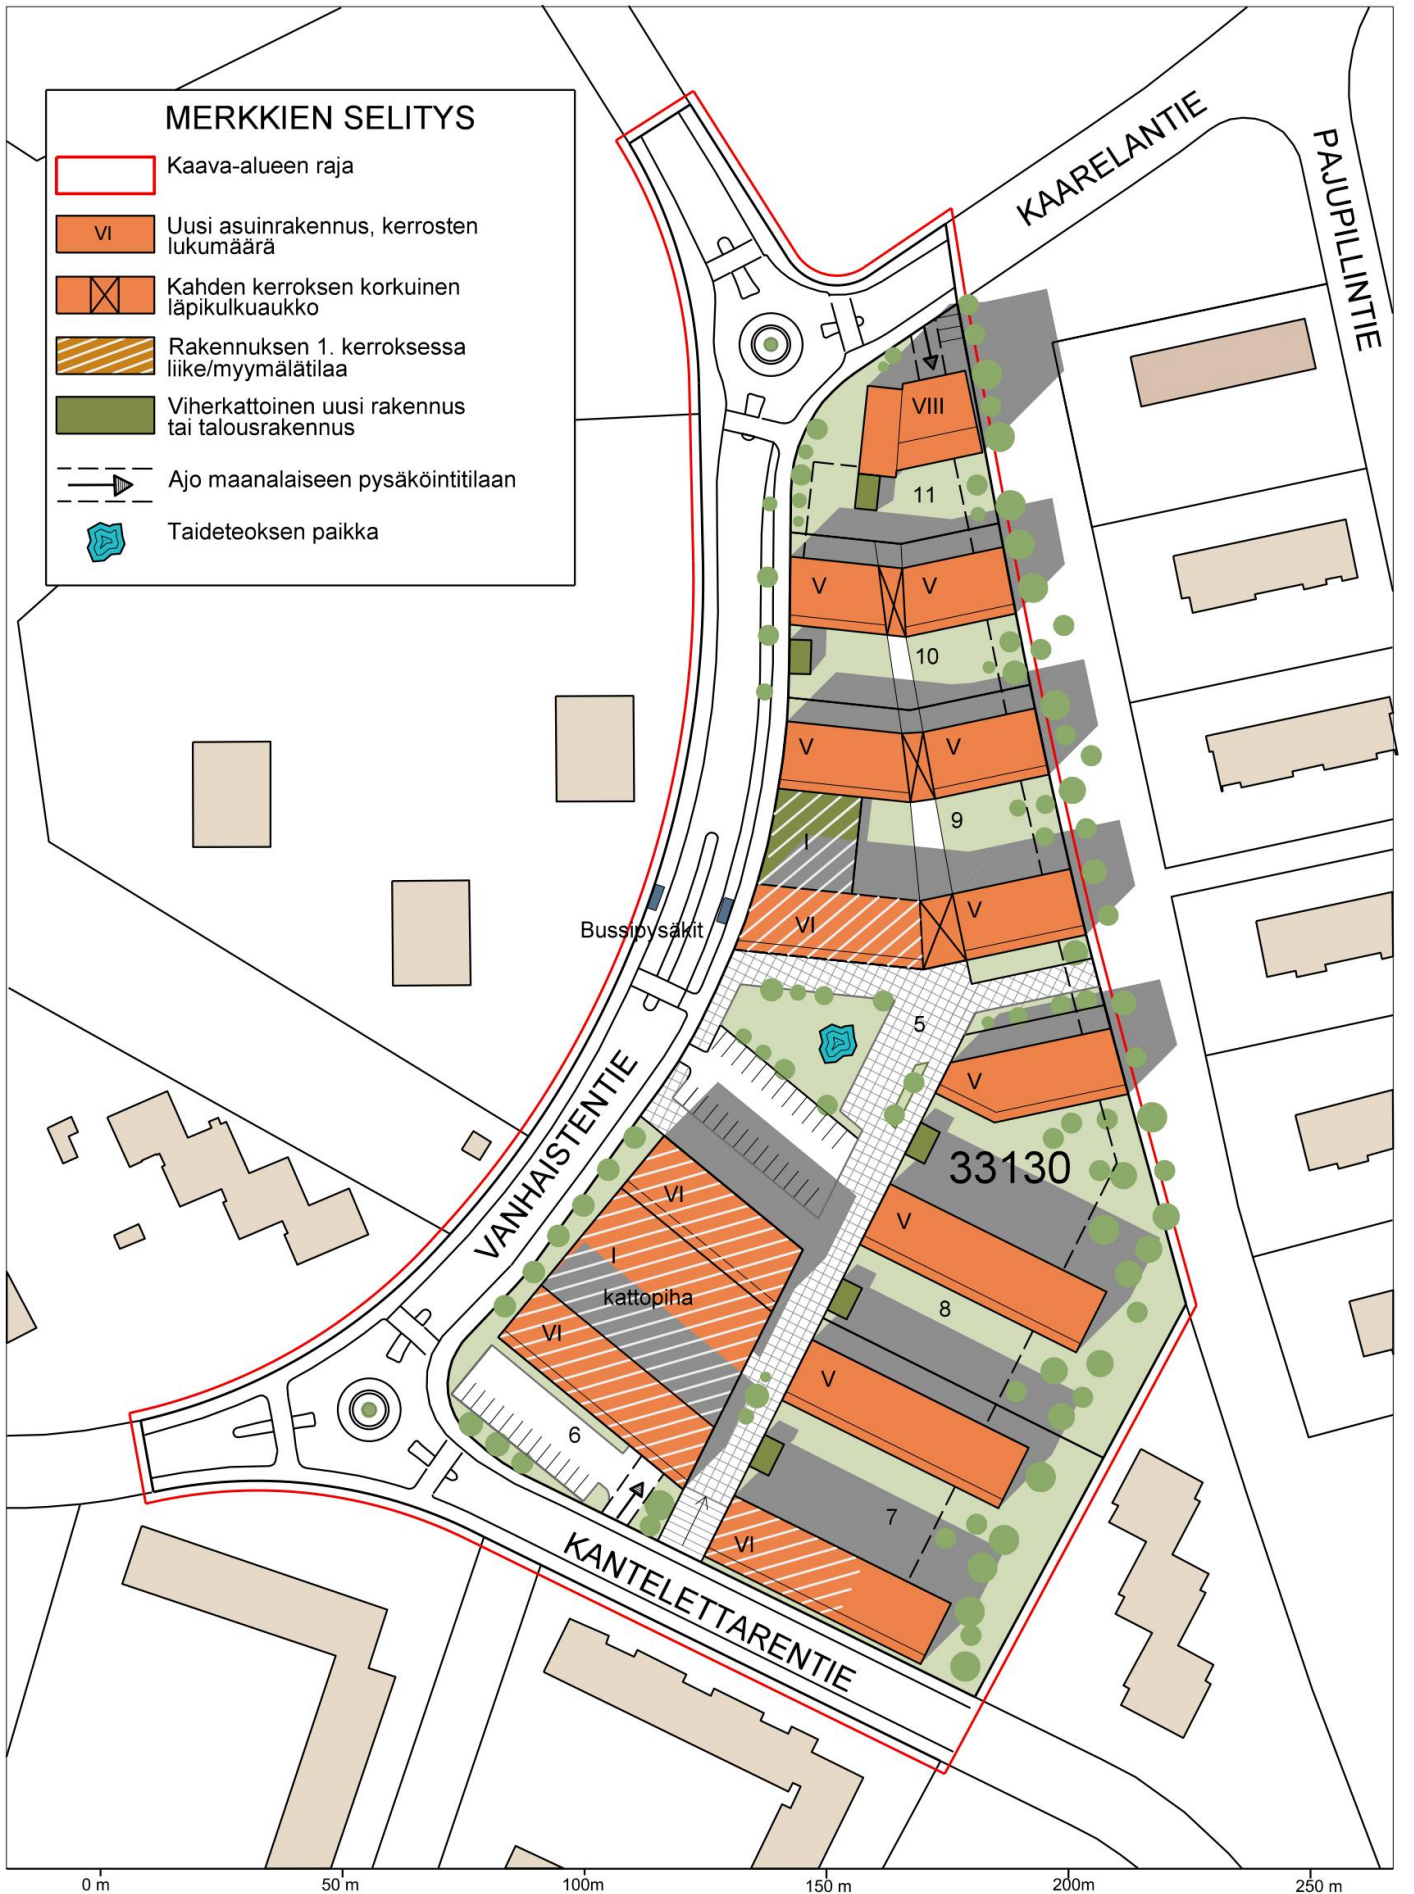 MERKKIEN SELITYS
Kaava-alueen raja
VI
Uusi asuinrakennus, kerrosten
lukumäärä
Kahden kerroksen korkuinen
läpikulkuaukko
Rakennuksen 1. kerroksessa
liike/myymälätilaa
Viherkattoinen uusi rakennus
tai talousrakennus
Ajo maanalaiseen pysäköintitilaan
Taideteoksen paikka
KAARELANTIE
PAJUPILLINTIE
VIII
11
V
V
10
V
V
9
I
VI
V
Bussipysäkit
5
V
VANHAISTENTIE
33130
VI
V
I
kattopiha
8
VI
V
6
7
VI
KANTELETTARENTIE
0 m
50 m
100m
150 m
200m
250 m